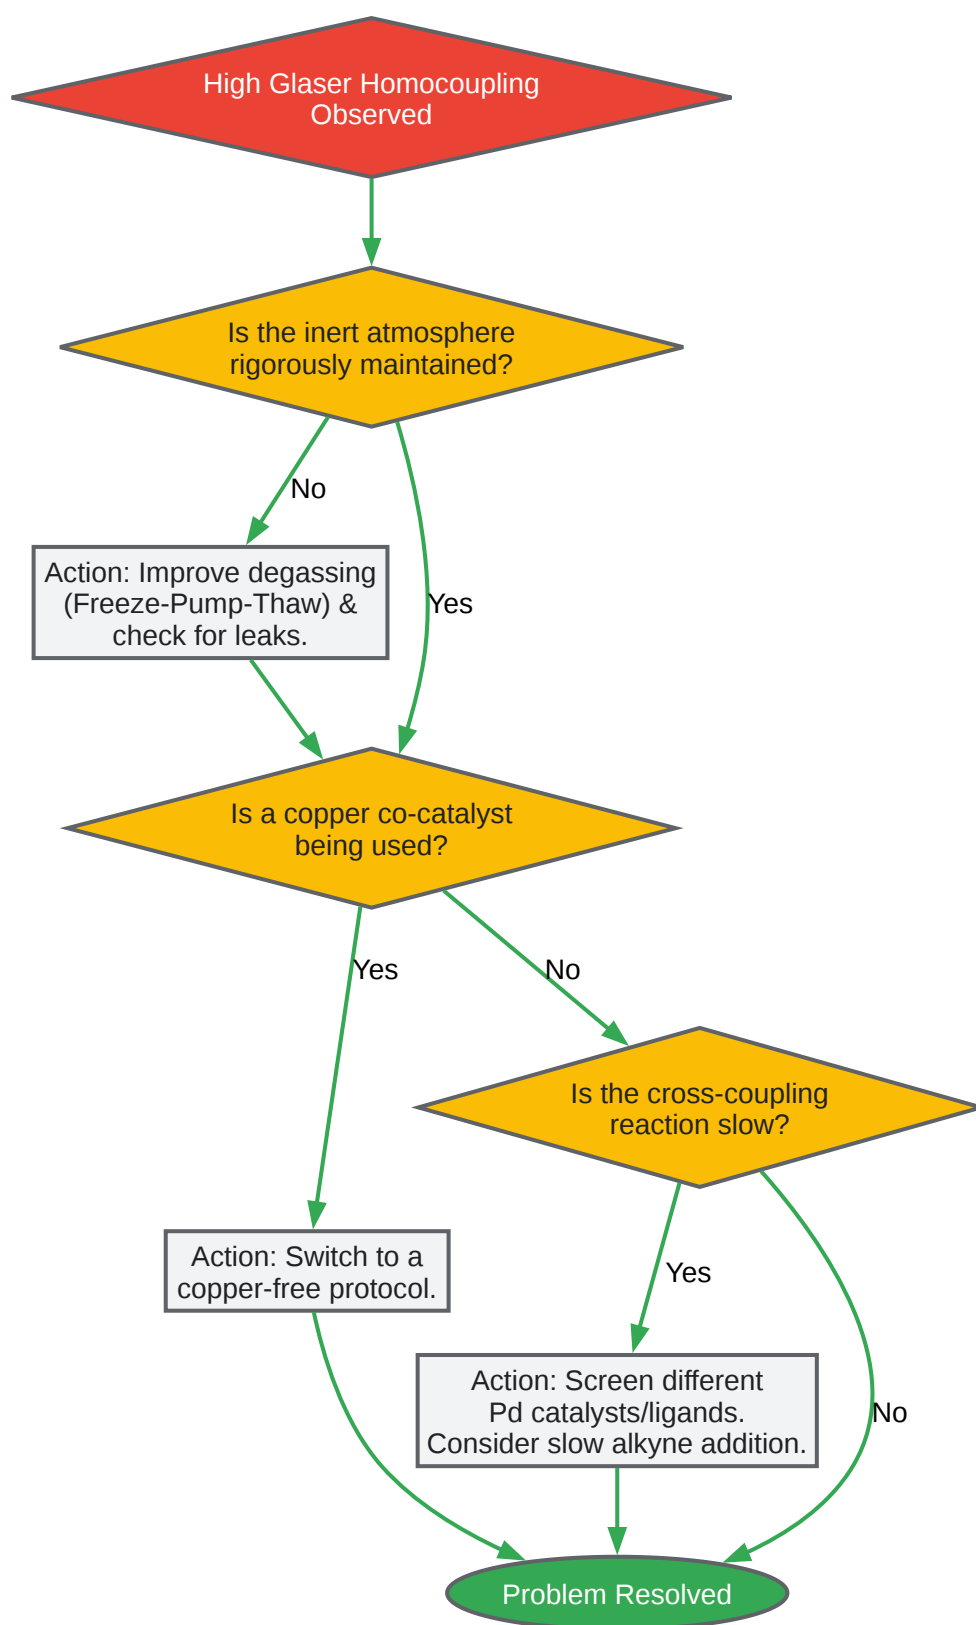 High Glaser Homocoupling
Observed
Is the inert atmosphere
rigorously maintained?
No
Action: Improve degassing
(Freeze-Pump-Thaw) &
check for leaks.
Yes
Is a copper co-catalyst
being used?
Yes
No
Is the cross-coupling
reaction slow?
Action: Switch to a
copper-free protocol.
Yes
Action: Screen different
Pd catalysts/ligands.
Consider slow alkyne addition.
No
Problem Resolved